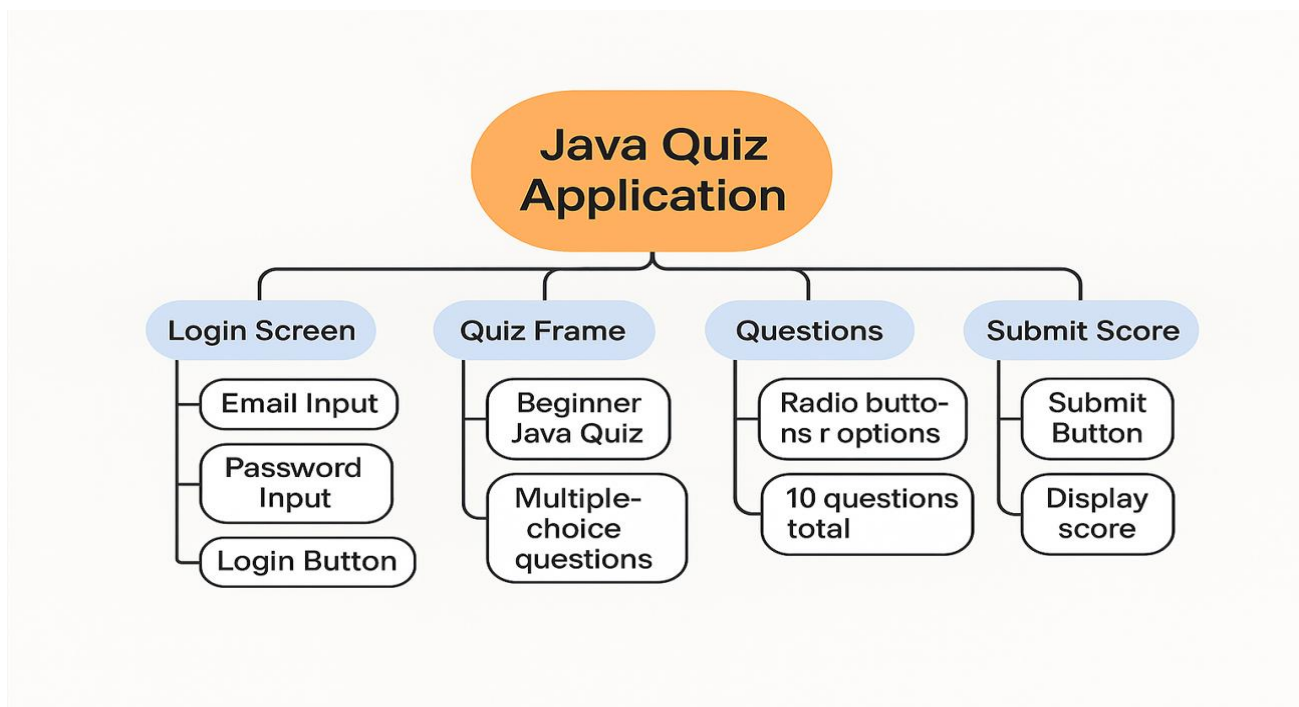 Java Quiz
Application
Login Screen
Email Input
Password
Input
Login Button
Quiz Frame
Beginner
Java Quiz
Multiple-
choice
questions
Questions
Radio butto-
ns r options
10 questions
total
Submit Score
Submit
Button
Display
score